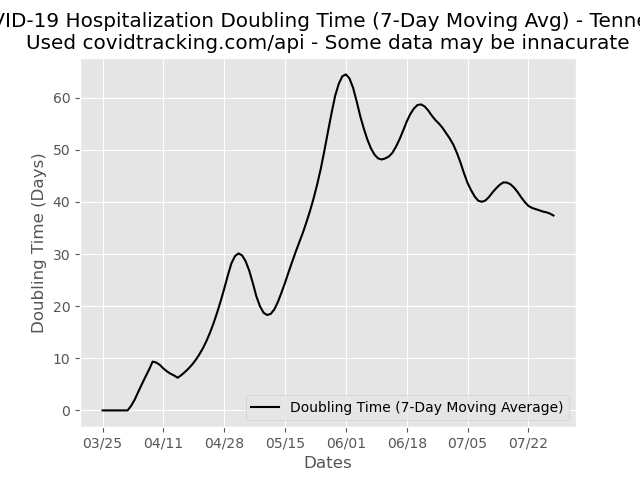 VID-19 Hospitalization Doubling Time (7-Day Moving Avg) - Tenne
Used covidtracking.com/api - Some data may be innacurate
60
50
40
30
20
10
0
Doubling Time (Days)
Doubling Time (7-Day Moving Average)
03/25 04/11 04/28 05/15 06/01 06/18 07/05 07/22
Dates